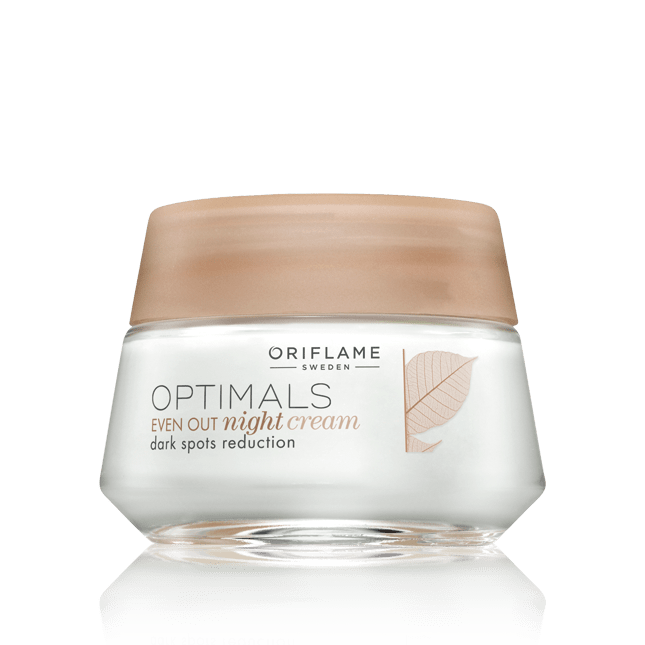 ORIFLAME
SWEDEN
OPTIMALS
EVEN OUT night cream
dark spots reduction